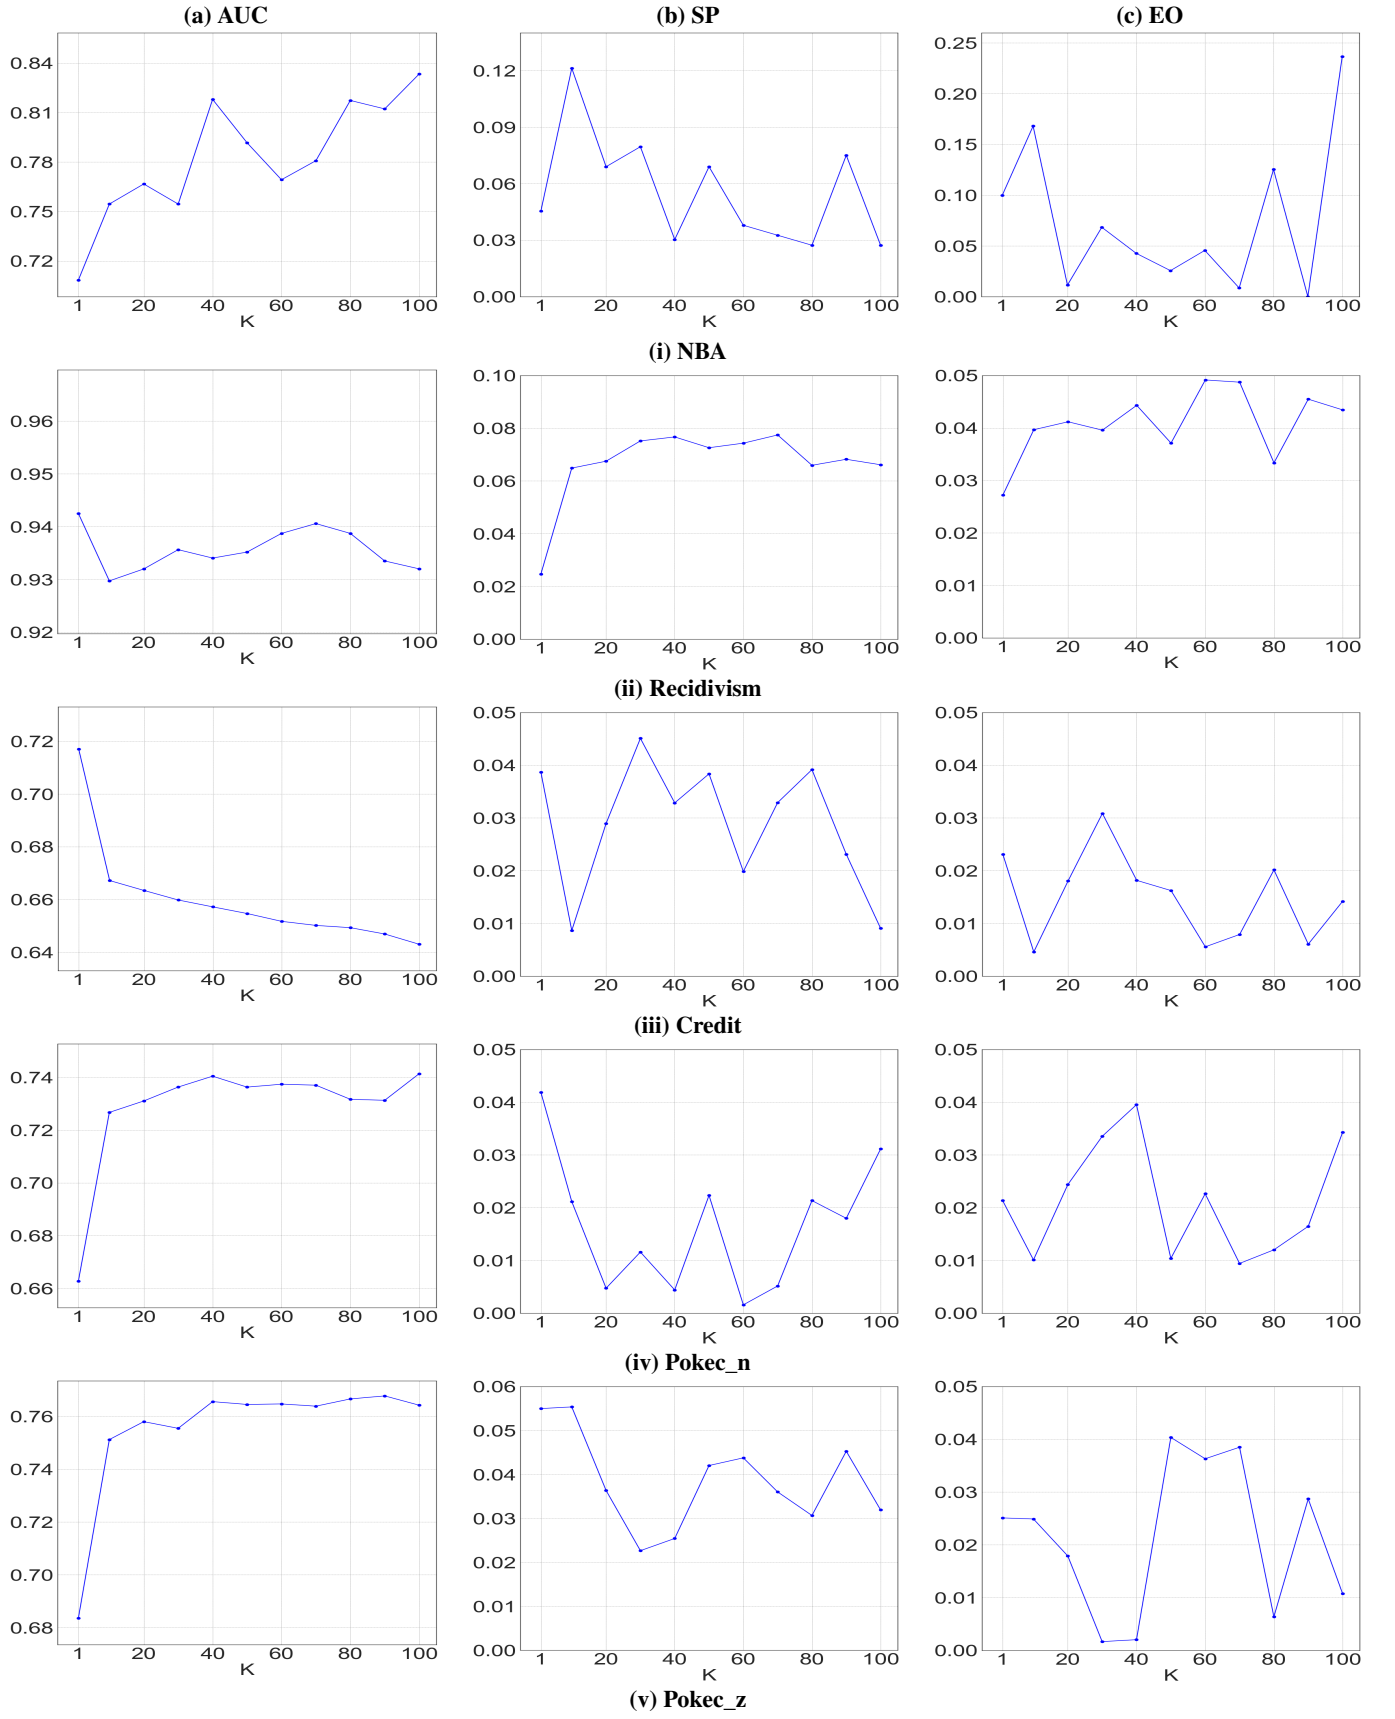 (a) AUC (b) SP (c) EO
0.84 0.81 0.78 0.75 0.72
1 20 40 60 80 100
K
0.12 0.09 0.06 0.03 0.00
1 20 40 60 80 100
K
0.25 0.20 0.15 0.10 0.05 0.00
1 20 40 60 80 100
K
(i) NBA
0.96 0.95 0.94 0.93 0.92
1 20 40 60 80 100
K
0.10 0.08 0.06 0.04 0.02 0.00
1 20 40 60 80 100
K
0.05 0.04 0.03 0.02 0.01 0.00
1 20 40 60 80 100
K
(ii) Recidivism
0.72 0.70 0.68 0.66 0.64
1 20 40 60 80 100
K
0.05 0.04 0.03 0.02 0.01 0.00
1 20 40 60 80 100
K
0.05 0.04 0.03 0.02 0.01 0.00
1 20 40 60 80 100
K
(iii) Credit
0.74 0.72 0.70 0.68 0.66
1 20 40 60 80 100
K
0.05 0.04 0.03 0.02 0.01 0.00
1 20 40 60 80 100
K
0.05 0.04 0.03 0.02 0.01 0.00
1 20 40 60 80 100
K
(iv) Pokec_n
0.76 0.74 0.72 0.70 0.68
1 20 40 60 80 100
K
0.06 0.05 0.04 0.03 0.02 0.01 0.00
1 20 40 60 80 100
K
0.05 0.04 0.03 0.02 0.01 0.00
1 20 40 60 80 100
K
(v) Pokec_z